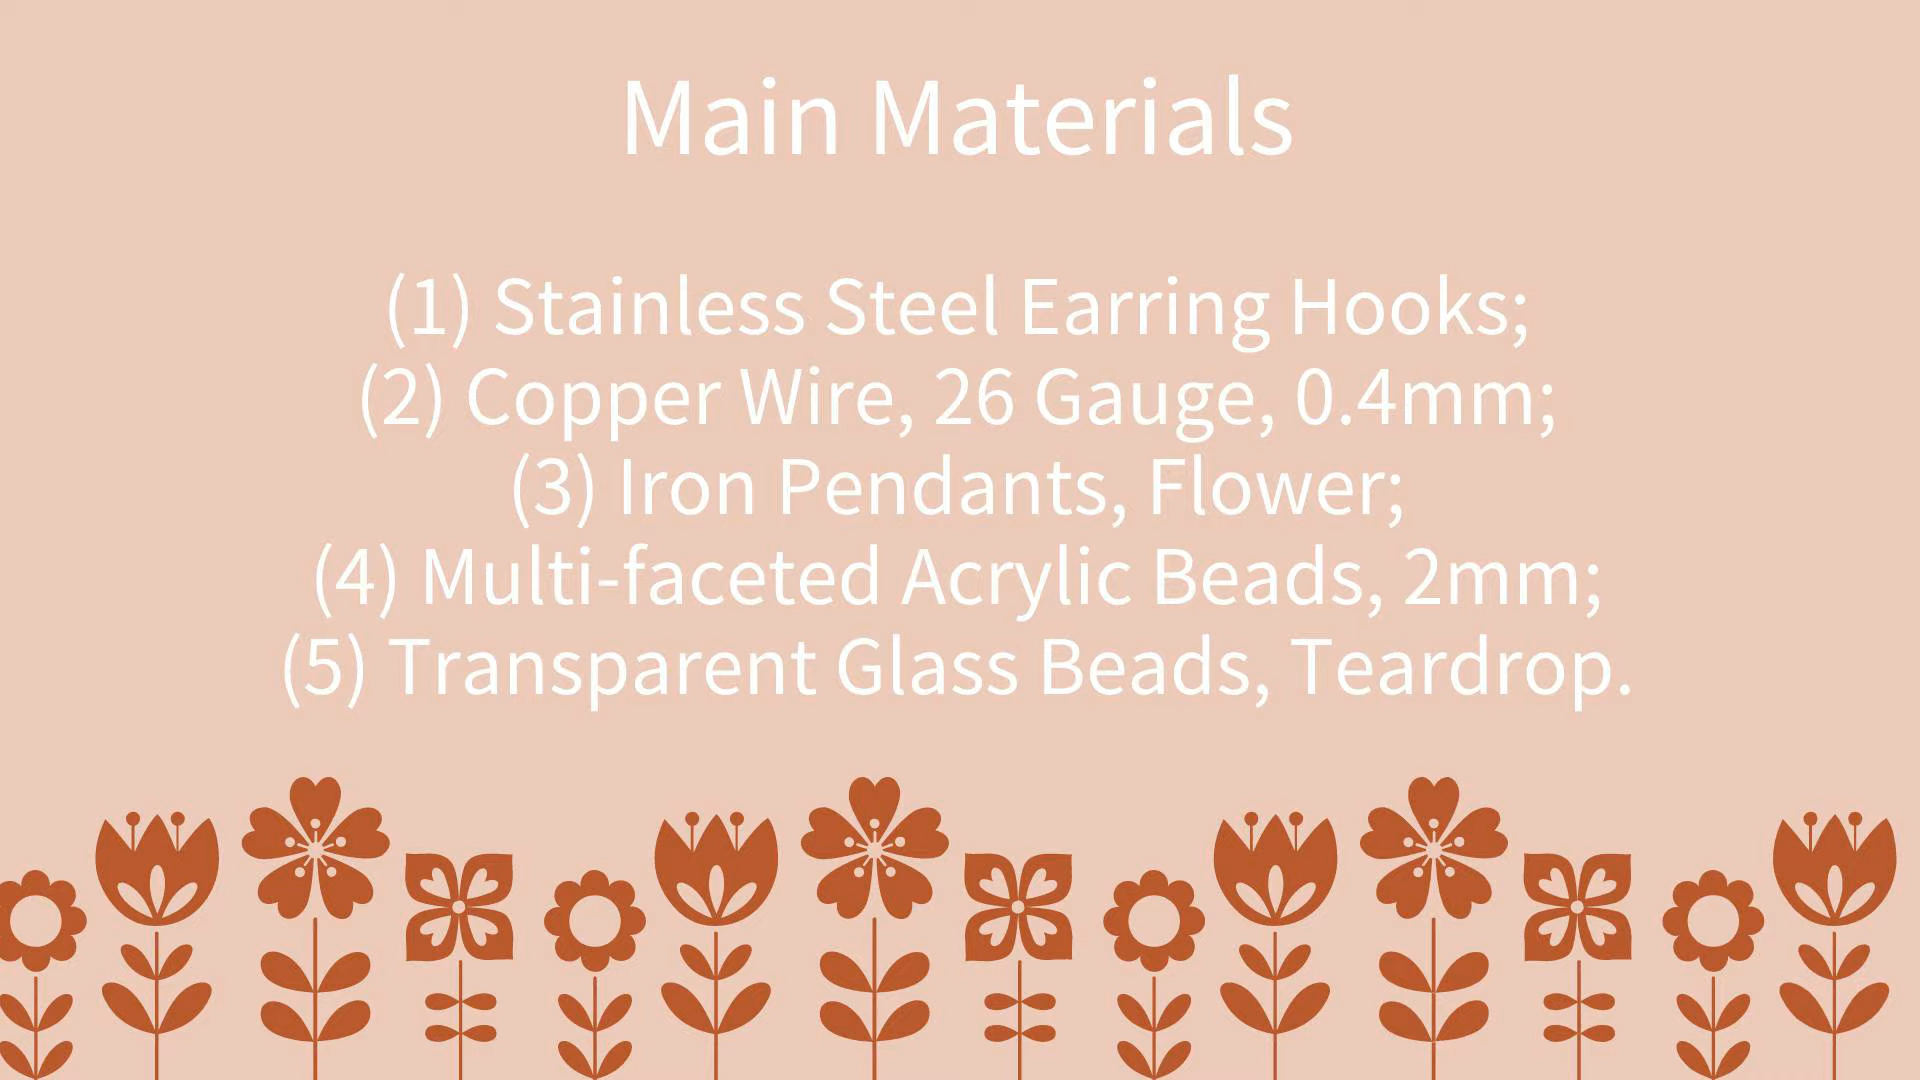 Main Materials
(1) Stainless Steel Earring Hooks;
(2) Copper Wire, 26 Gauge, 0.4mm;
(3) Iron Pendants, Flower;
(4) Multi-faceted Acrylic Beads, 2mm;
(5) Transparent Glass Beads, Teardrop.